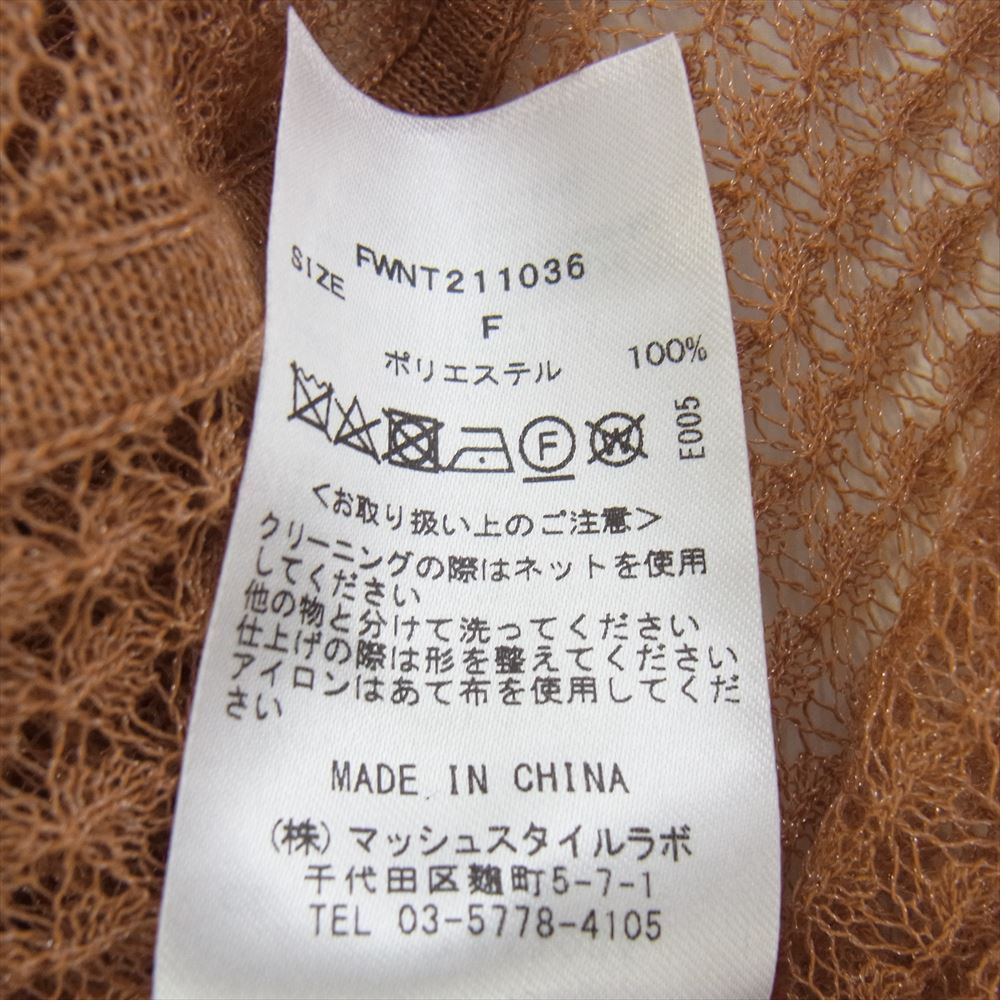 FWNT211036
SIZE F
ポリエステル 100%
F W
E005
<お取り扱い上のご注意>
クリーニングの際はネットを使用
してください
他の物と分けて洗ってください
仕上げの際は形を整えてください
アイロンはあて布を使用してくだ
さい
MADE IN CHINA
(株)マッシュスタイルラボ
千代田区麹町5-7-1
TEL 03-5778-4105